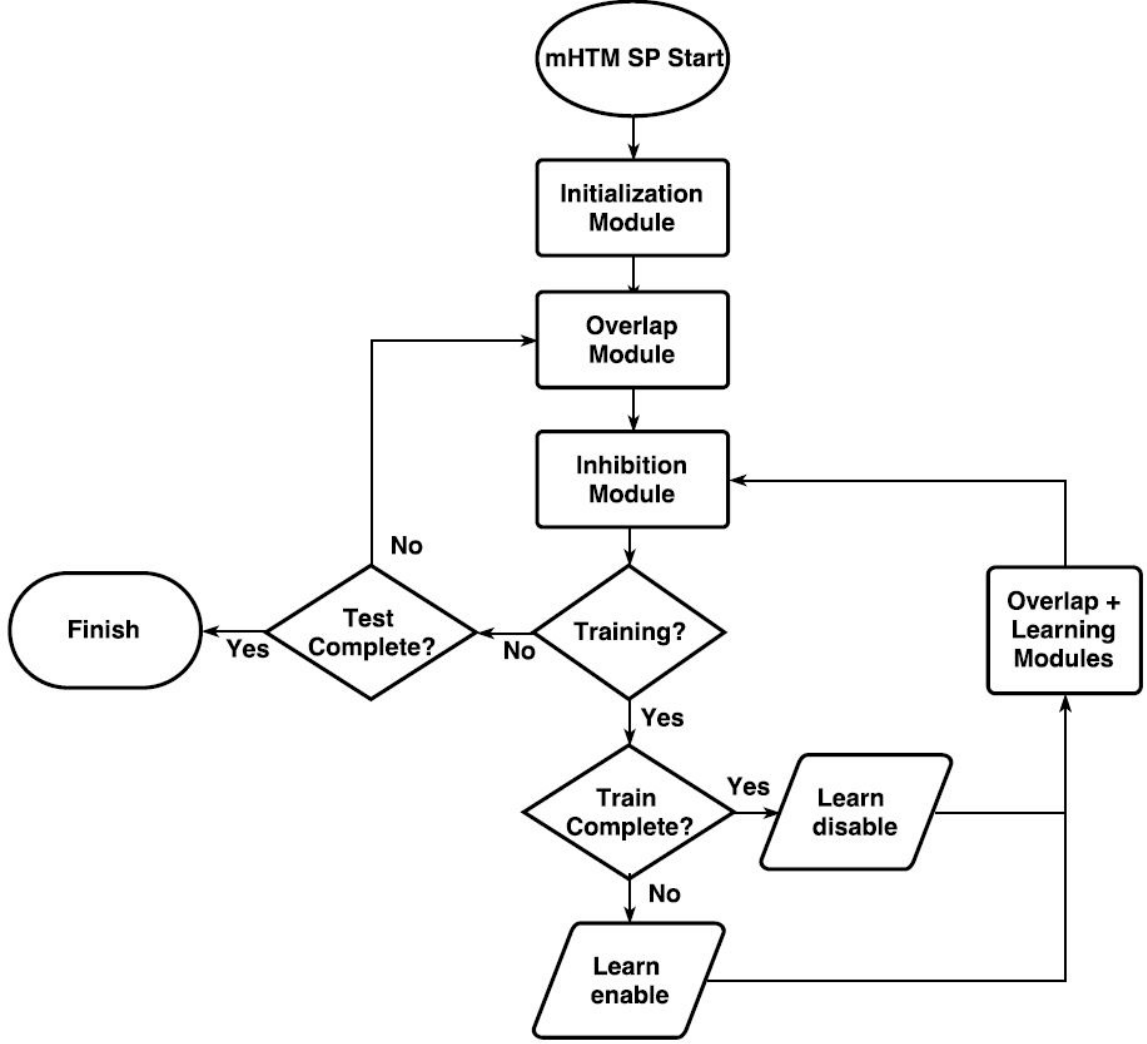 mHTM SP Start
Initialization
Module
Overlap
Module
Inhibition
Module
No
Finish
Yes
Test
Complete?
No
Training?
Overlap +
Learning
Modules
Yes
Train
Complete?
Yes
Learn
disable
No
Learn
enable